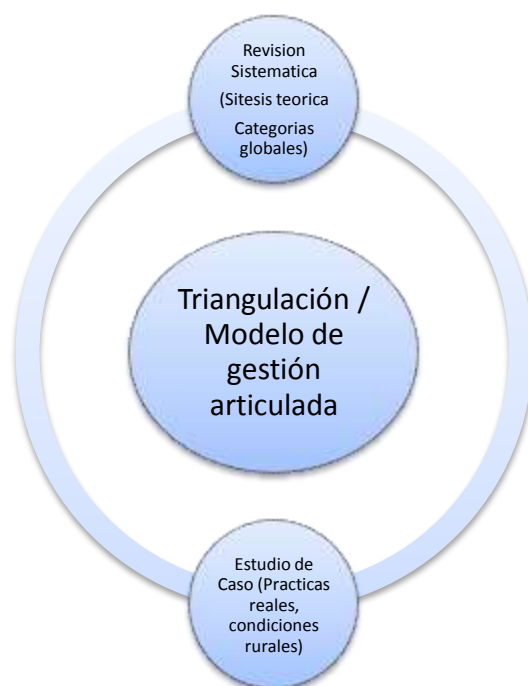 Revision
Sistematica
(Sitesis teorica
Categorias
globales)
Triangulación /
Modelo de
gestión
articulada
Estudio de
Caso (Practicas
reales,
condiciones
rurales)